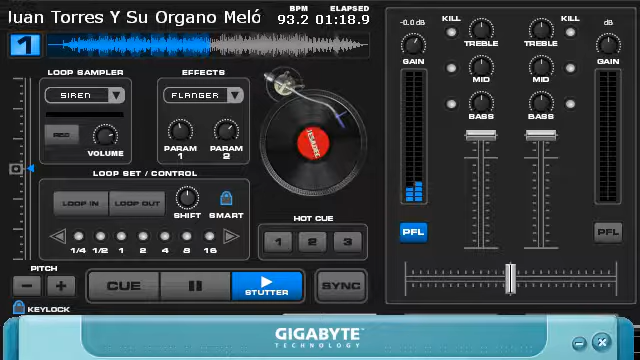 Juan Torres Y Su Organo Meló
BPM
93.2
ELAPSED
01:18.9
1
LOOP SAMPLER
SIREN
REC
VOLUME
EFFECTS
FLANGER
PARAM 1
PARAM 2
LOOP SET / CONTROL
LOOP IN
LOOP OUT
SHIFT
SMART
1/4 1/2 1 2 4 8 16
HOT CUE
1 2 3
PITCH
KEYLOCK
CUE
STUTTER
SYNC
-0.0 dB
GAIN
KILL
TREBLE
MID
BASS
KILL
TREBLE
MID
BASS
dB
GAIN
PFL
PFL
GIGABYTE™
TECHNOLOGY